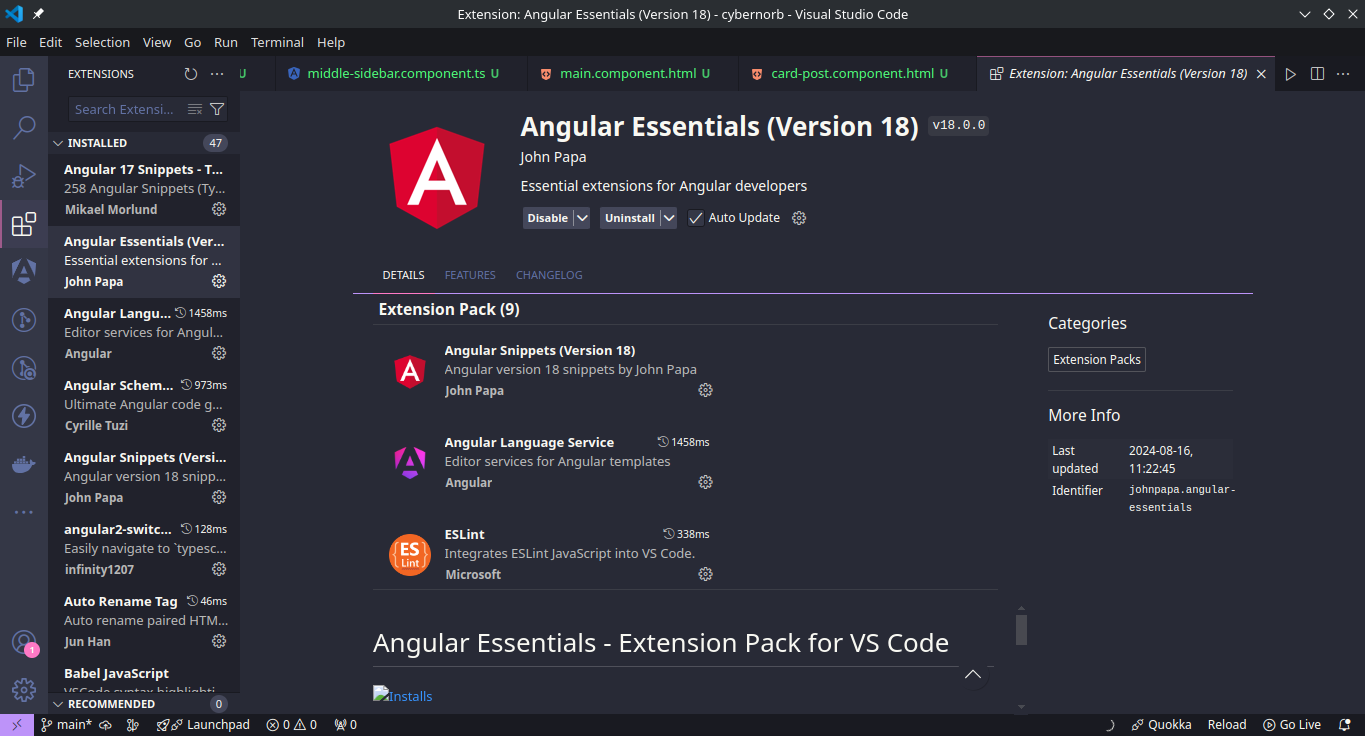 Extension: Angular Essentials (Version 18) - cybernorb - Visual Studio Code
File Edit Selection View Go Run Terminal Help
EXTENSIONS
U
middle-sidebar.component.ts U
main.component.html U
card-post.component.html U
Extension: Angular Essentials (Version 18)
Search Extensi...
INSTALLED 47
Angular 17 Snippets - T...
258 Angular Snippets (Ty...
Mikael Morlund
Angular Essentials (Ver...
Essential extensions for ...
John Papa
Angular Langu... 1458ms
Editor services for Angul...
Angular
Angular Schem... 973ms
Ultimate Angular code g...
Cyrille Tuzi
Angular Snippets (Versi...
Angular version 18 snipp...
John Papa
angular2-switc... 128ms
Easily navigate to `typesc...
infinity1207
Auto Rename Tag 46ms
Auto rename paired HTM...
Jun Han
Babel JavaScript
VSCode syntax highlighti...
RECOMMENDED 0
1
Angular Essentials (Version 18) v18.0.0
John Papa
Essential extensions for Angular developers
Disable Uninstall Auto Update
DETAILS FEATURES CHANGELOG
Extension Pack (9)
Angular Snippets (Version 18)
Angular version 18 snippets by John Papa
John Papa
Angular Language Service 1458ms
Editor services for Angular templates
Angular
ES
Lint
ESLint 338ms
Integrates ESLint JavaScript into VS Code.
Microsoft
Angular Essentials - Extension Pack for VS Code
Installs
Categories
Extension Packs
More Info
Last updated 2024-08-16, 11:22:45
Identifier johnpapa.angular-essentials
main* Launchpad 0 0 0 Quokka Reload Go Live